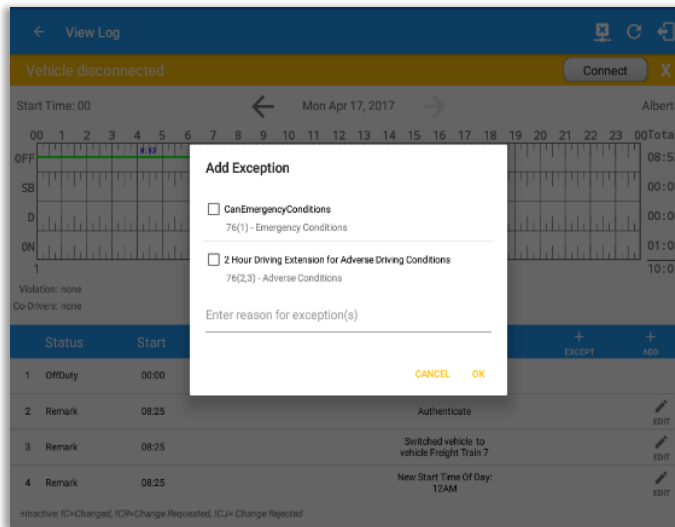 View Log
Vehicle disconnected
Connect X
Start Time: 00
Mon Apr 17, 2017
Albert
00 1 2 3 4 5 6 7 8 9 10 11 12 13 14 15 16 17 18 19 20 21 22 23 00 Tota
OFF
8:53
08:5
SB
00:0
D
00:0
ON
01:0
1
10:0
Violation: none
Co-Drivers: none
Add Exception
CanEmergencyConditions
76(1) - Emergency Conditions
2 Hour Driving Extension for Adverse Driving Conditions
76(2,3) - Adverse Conditions
Enter reason for exception(s)
CANCEL OK
Status Start
+ EXCEPT
+ ADD
1 OffDuty 00:00
2 Remark 08:25 Authenticate EDIT
3 Remark 08:25 Switched vehicle to
vehicle Freight Train 7 EDIT
4 Remark 08:25 New Start Time Of Day:
12AM EDIT
+Inactive: IC=Changed, ICR=Change Requested, ICJ= Change Rejected